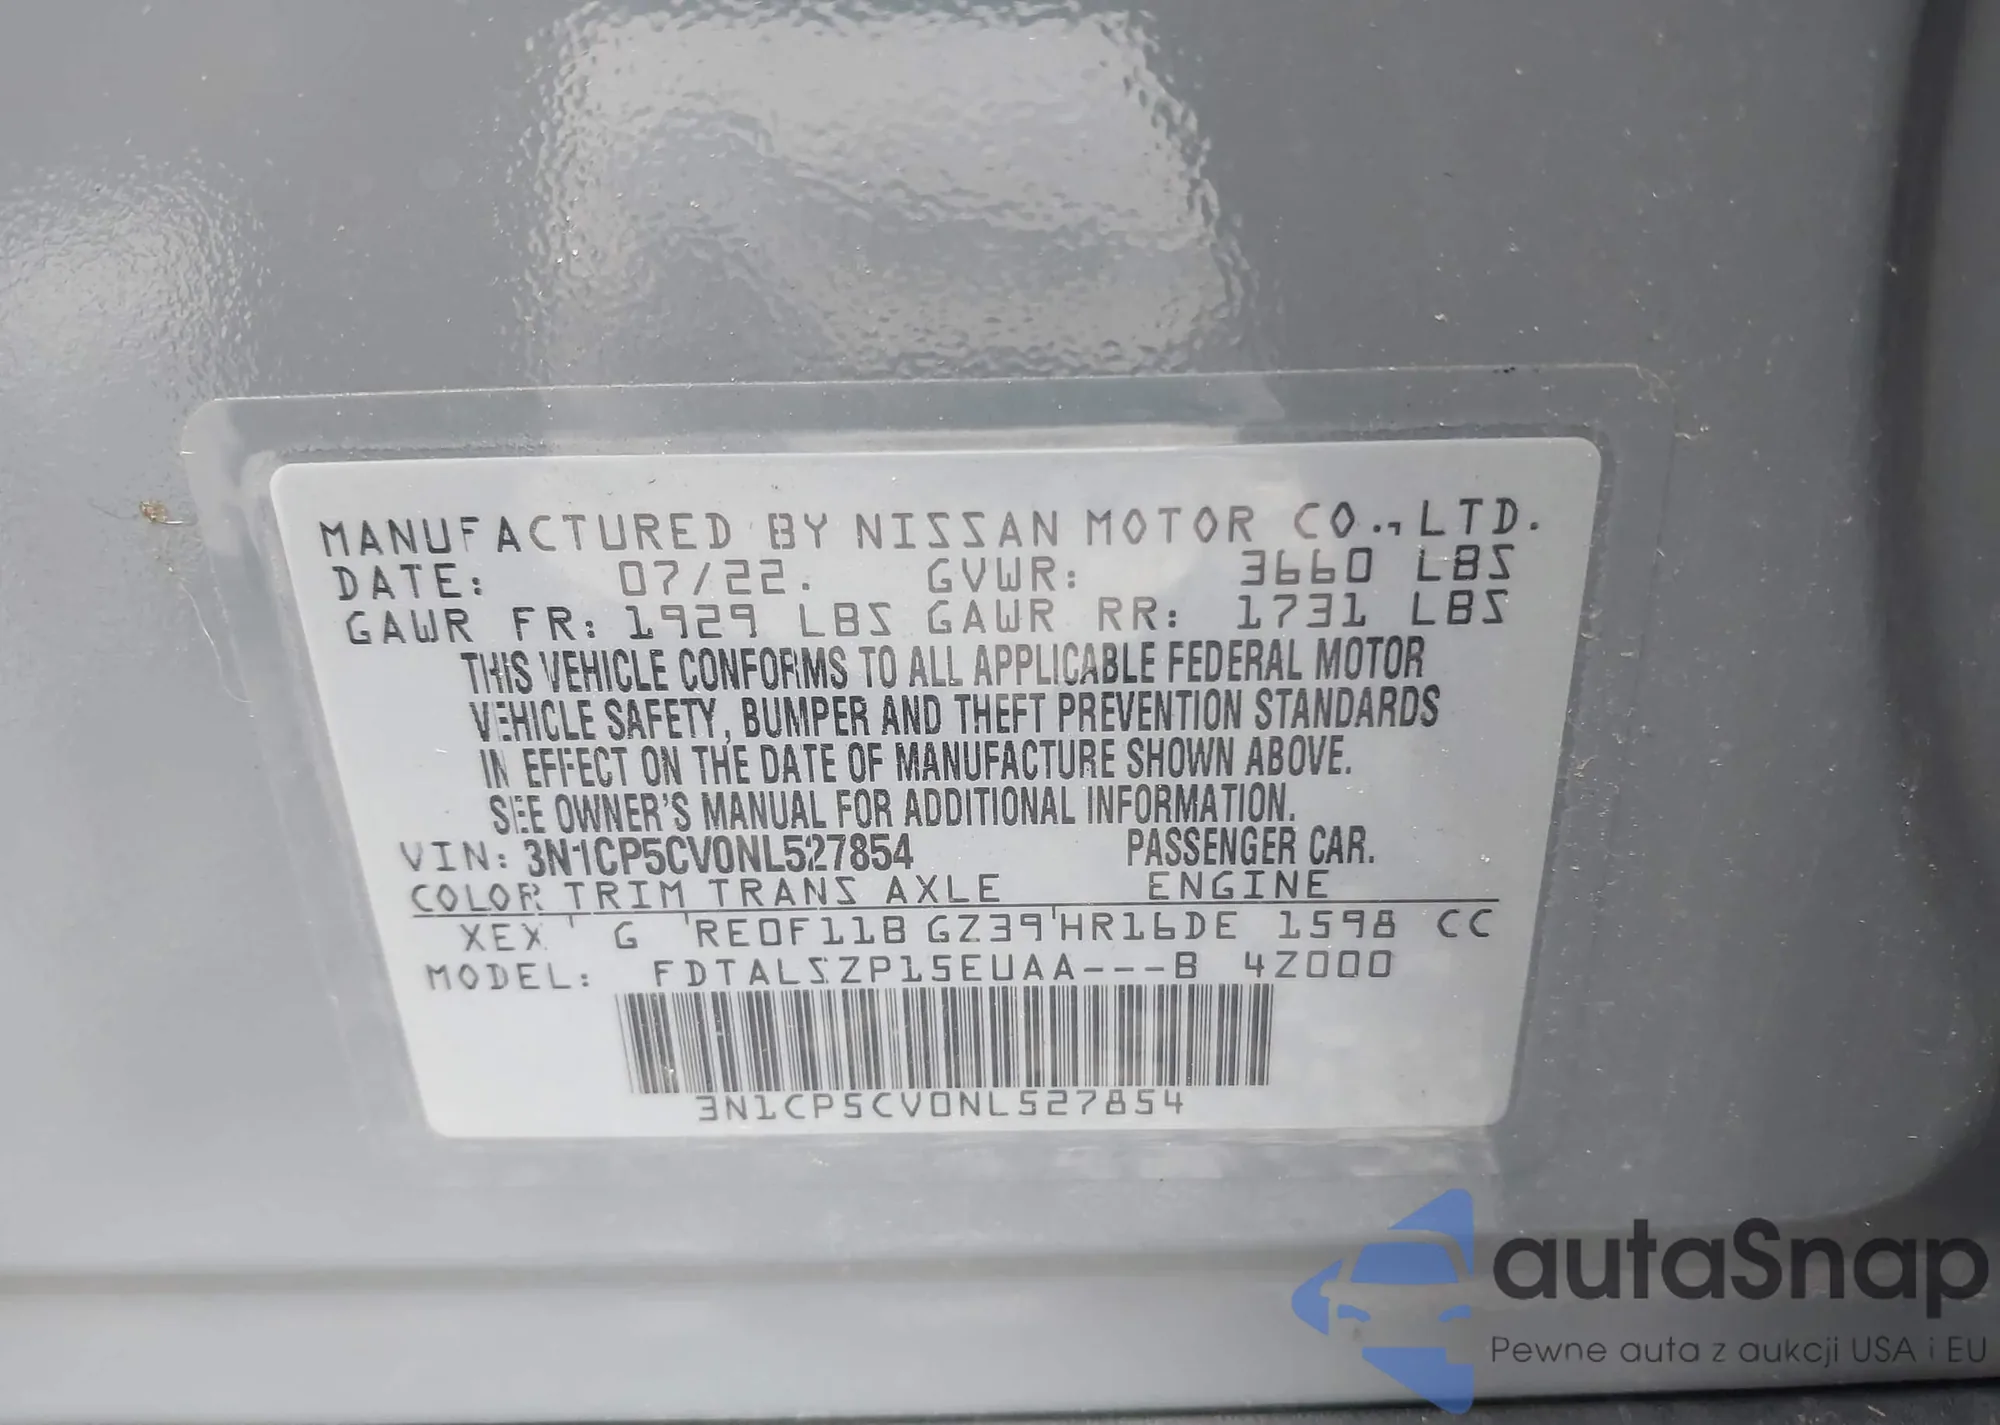 MANUFACTURED BY NISSAN MOTOR CO., LTD.
DATE: 07/22. GVWR: 3660 LBS
GAWR FR: 1929 LBS GAWR RR: 1731 LBS
THIS VEHICLE CONFORMS TO ALL APPLICABLE FEDERAL MOTOR
VEHICLE SAFETY, BUMPER AND THEFT PREVENTION STANDARDS
IN EFFECT ON THE DATE OF MANUFACTURE SHOWN ABOVE.
SEE OWNER'S MANUAL FOR ADDITIONAL INFORMATION.
VIN: 3N1CP5CV0NL527854 PASSENGER CAR.
COLOR TRIM TRANS AXLE ENGINE
XEX G RE0F11B GZ39 HR16DE 1598 CC
MODEL: FDTALSZP15EUAA---B 4Z000
3N1CP5CV0NL527854
autaSnap
Pewne auta z aukcji USA i EU